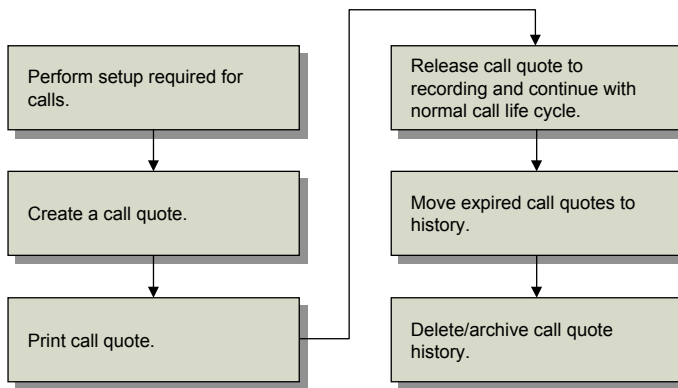 Perform setup required for
calls.
Create a call quote.
Print call quote.
Release call quote to
recording and continue with
normal call life cycle.
Move expired call quotes to
history.
Delete/archive call quote
history.